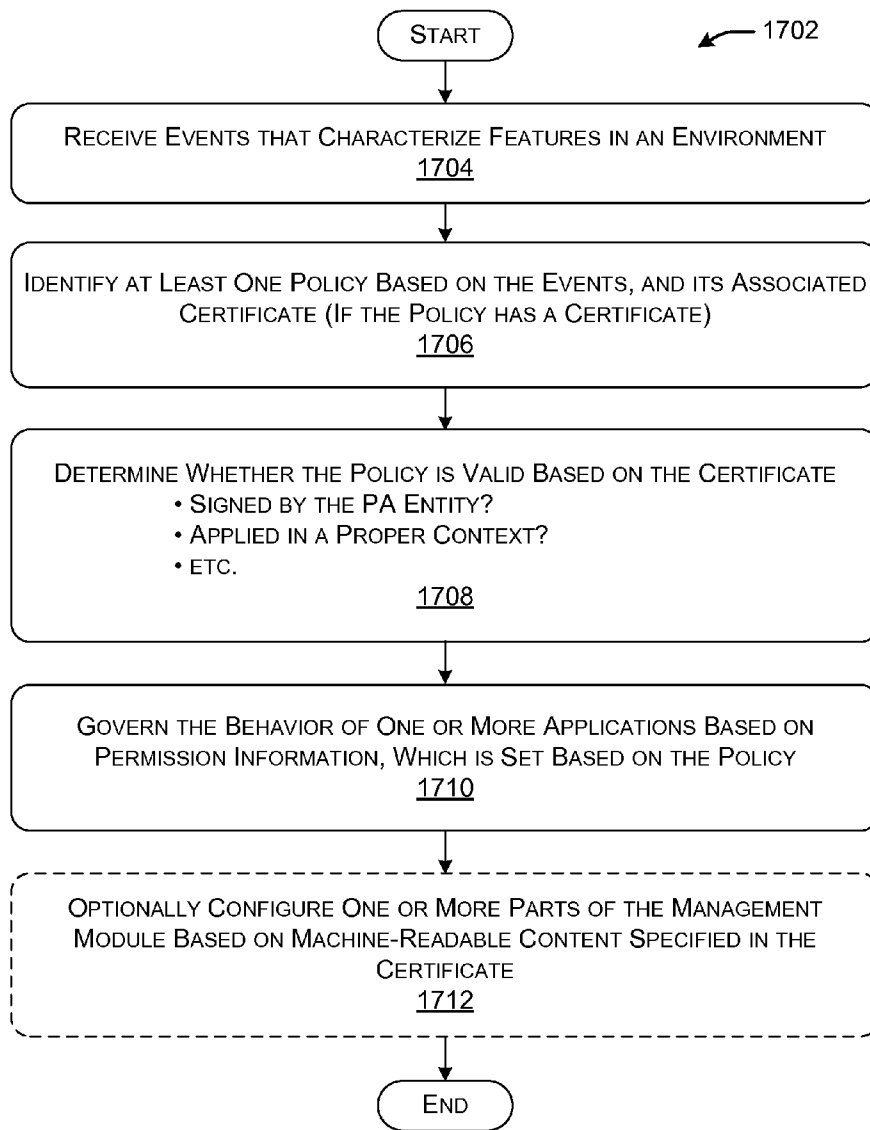 START
1702
RECEIVE EVENTS THAT CHARACTERIZE FEATURES IN AN ENVIRONMENT
1704
IDENTIFY AT LEAST ONE POLICY BASED ON THE EVENTS, AND ITS ASSOCIATED
CERTIFICATE (IF THE POLICY HAS A CERTIFICATE)
1706
DETERMINE WHETHER THE POLICY IS VALID BASED ON THE CERTIFICATE
• SIGNED BY THE PA ENTITY?
• APPLIED IN A PROPER CONTEXT?
• ETC.
1708
GOVERN THE BEHAVIOR OF ONE OR MORE APPLICATIONS BASED ON
PERMISSION INFORMATION, WHICH IS SET BASED ON THE POLICY
1710
OPTIONALLY CONFIGURE ONE OR MORE PARTS OF THE MANAGEMENT
MODULE BASED ON MACHINE-READABLE CONTENT SPECIFIED IN THE
CERTIFICATE
1712
END